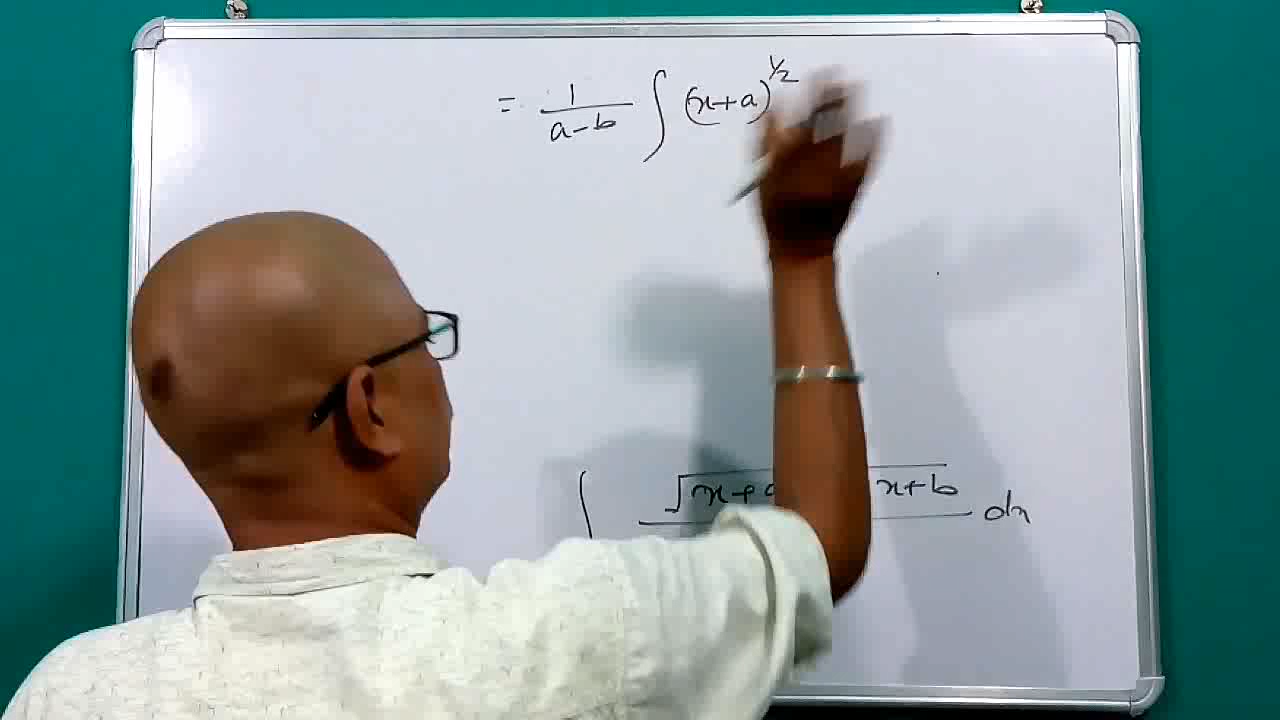 = 1/(a-b) ∫ (x+a)^1/2
∫ √x+a x+b dx